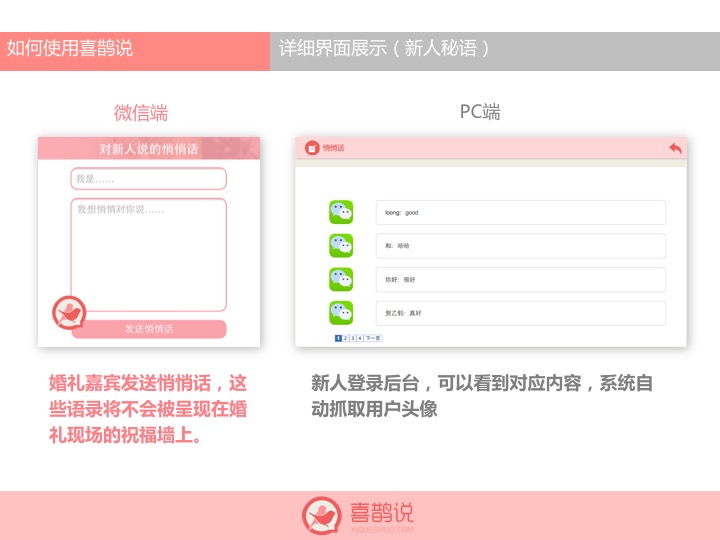 如何使用喜鹊说
详细界面展示（新人秘语）
微信端
PC端
对新人说的悄悄话
我是……
我想悄悄对你说……
发送悄悄话
悄悄话
loong: good
和: 哈哈
你好: 很好
贺乙钊: 真好
1 2 3 4 下一页
婚礼嘉宾发送悄悄话，这
些语录将不会被呈现在婚
礼现场的祝福墙上。
新人登录后台，可以看到对应内容，系统自
动抓取用户头像
喜鹊说
XIQUESHUO.COM